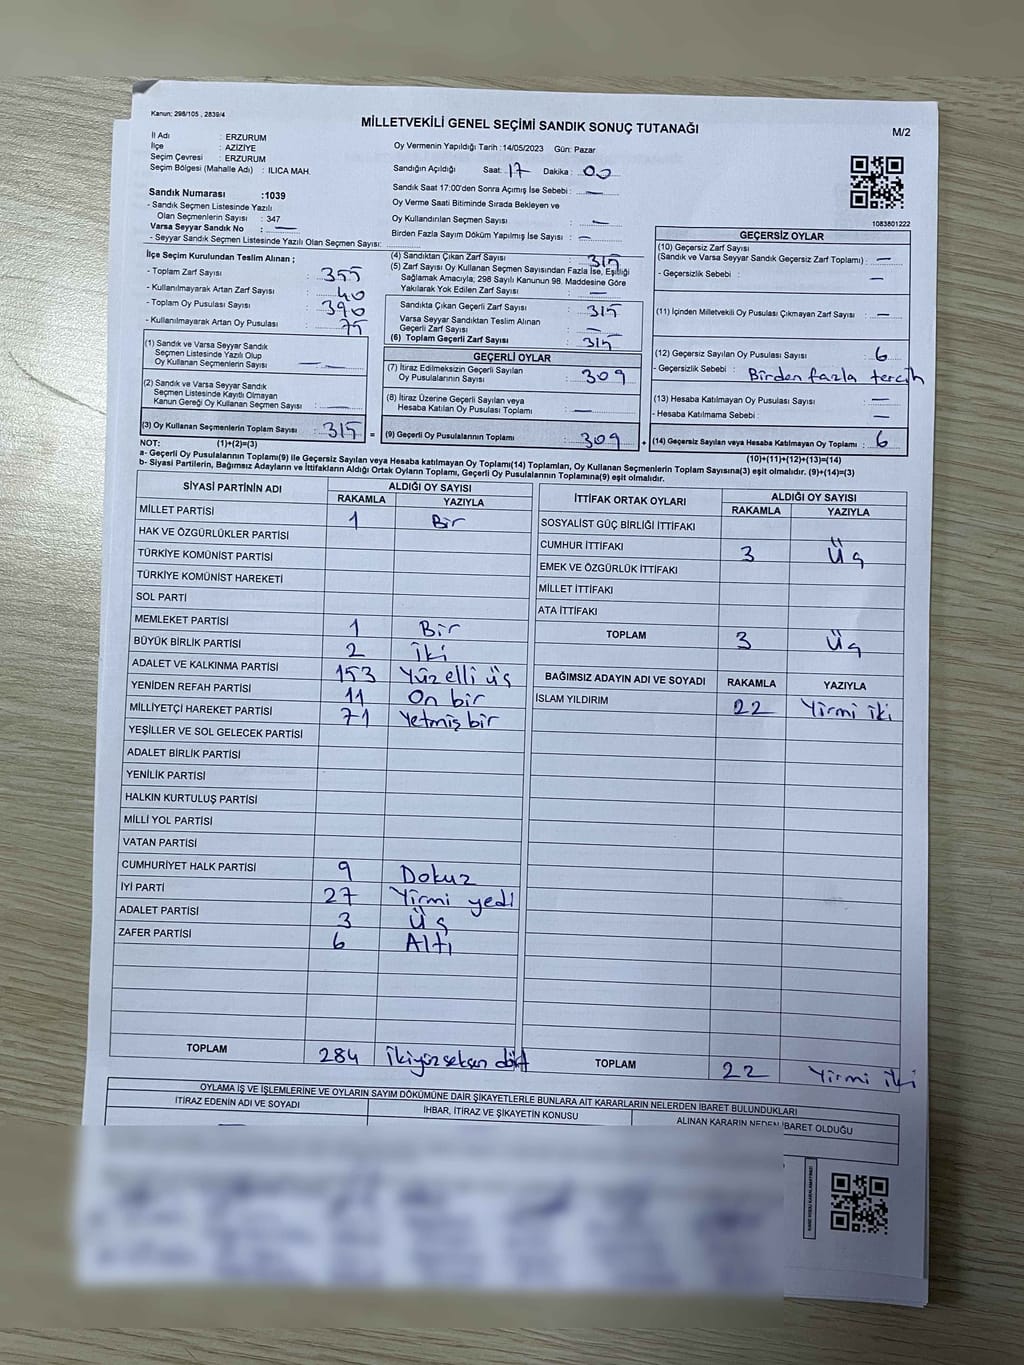 Kanun; 298/105 , 2839/4
MİLLETVEKİLİ GENEL SEÇİMİ SANDIK SONUÇ TUTANAĞI
M/2
İl Adı : ERZURUM
İlçe : AZİZİYE
Seçim Çevresi : ERZURUM
Seçim Bölgesi (Mahalle Adı) : ILICA MAH.
Sandık Numarası :1039
- Sandık Seçmen Listesinde Yazılı
Olan Seçmenlerin Sayısı : 347
Varsa Seyyar Sandık No : —
- Seyyar Sandık Seçmen Listesinde Yazılı Olan Seçmen Sayısı:
Oy Vermenin Yapıldığı Tarih :14/05/2023 Gün: Pazar
Sandığın Açıldığı Saat: 17 Dakika : 00
Sandık Saat 17:00'den Sonra Açımış İse Sebebi : —
Oy Verme Saati Bitiminde Sırada Bekleyen ve
Oy Kullandırılan Seçmen Sayısı : —
Birden Fazla Sayım Döküm Yapılmış İse Sayısı : —
1083801222
İlçe Seçim Kurulundan Teslim Alınan ;
- Toplam Zarf Sayısı : 355
- Kullanılmayarak Artan Zarf Sayısı : 40
- Toplam Oy Pusulası Sayısı : 390
- Kullanılmayarak Artan Oy Pusulası : 75
(1) Sandık ve Varsa Seyyar Sandık
Seçmen Listesinde Yazılı Olup
Oy Kullanan Seçmenlerin Sayısı : —
(2) Sandık ve Varsa Seyyar Sandık
Seçmen Listesinde Kayıtlı Olmayan
Kanun Gereği Oy Kullanan Seçmen Sayısı : —
(3) Oy Kullanan Seçmenlerin Toplam Sayısı : 315 =
(4) Sandıktan Çıkan Zarf Sayısı : 315
(5) Zarf Sayısı Oy Kullanan Seçmen Sayısından Fazla İse, Eşitliği
Sağlamak Amacıyla; 298 Sayılı Kanunun 98. Maddesine Göre
Yakılarak Yok Edilen Zarf Sayısı : —
Sandıkta Çıkan Geçerli Zarf Sayısı : 315
Varsa Seyyar Sandıktan Teslim Alınan
Geçerli Zarf Sayısı : —
(6) Toplam Geçerli Zarf Sayısı : 315
GEÇERLİ OYLAR
(7) İtiraz Edilmeksizin Geçerli Sayılan
Oy Pusulalarının Sayısı : 309
(8) İtiraz Üzerine Geçerli Sayılan veya
Hesaba Katılan Oy Pusulası Toplamı : —
(9) Geçerli Oy Pusulalarının Toplamı : 309 +
GEÇERSİZ OYLAR
(10) Geçersiz Zarf Sayısı
(Sandık ve Varsa Seyyar Sandık Geçersiz Zarf Toplamı) : —
- Geçersizlik Sebebi : —
(11) İçinden Milletvekili Oy Pusulası Çıkmayan Zarf Sayısı : —
(12) Geçersiz Sayılan Oy Pusulası Sayısı : 6
- Geçersizlik Sebebi : Birden fazla tercih
(13) Hesaba Katılmayan Oy Pusulası Sayısı : —
- Hesaba Katılmama Sebebi : —
(14) Geçersiz Sayılan veya Hesaba Katılmayan Oy Toplamı : 6
NOT: (1)+(2)=(3)
(10)+(11)+(12)+(13)=(14)
a- Geçerli Oy Pusulalarının Toplamı(9) ile Geçersiz Sayılan veya Hesaba katılmayan Oy Toplamı(14) Toplamları, Oy Kullanan Seçmenlerin Toplam Sayısına(3) eşit olmalıdır. (9)+(14)=(3)
b- Siyasi Partilerin, Bağımsız Adayların ve İttifakların Aldığı Ortak Oyların Toplamı, Geçerli Oy Pusulalarının Toplamına(9) eşit olmalıdır.
SİYASİ PARTİNİN ADI ALDIĞI OY SAYISI
RAKAMLA YAZIYLA
MİLLET PARTİSİ 1 Bir
HAK VE ÖZGÜRLÜKLER PARTİSİ
TÜRKİYE KOMÜNİST PARTİSİ
TÜRKİYE KOMÜNİST HAREKETİ
SOL PARTİ
MEMLEKET PARTİSİ 1 Bir
BÜYÜK BİRLİK PARTİSİ 2 İki
ADALET VE KALKINMA PARTİSİ 153 Yüzelli üç
YENİDEN REFAH PARTİSİ 11 On bir
MİLLİYETÇİ HAREKET PARTİSİ 71 Yetmiş bir
YEŞİLLER VE SOL GELECEK PARTİSİ
ADALET BİRLİK PARTİSİ
YENİLİK PARTİSİ
HALKIN KURTULUŞ PARTİSİ
MİLLİ YOL PARTİSİ
VATAN PARTİSİ
CUMHURİYET HALK PARTİSİ 9 Dokuz
İYİ PARTİ 27 Yirmi yedi
ADALET PARTİSİ 3 Üç
ZAFER PARTİSİ 6 Altı
TOPLAM 284 İkiyüz seksen dört
İTTİFAK ORTAK OYLARI ALDIĞI OY SAYISI
RAKAMLA YAZIYLA
SOSYALİST GÜÇ BİRLİĞİ İTTİFAKI
CUMHUR İTTİFAKI 3 Üç
EMEK VE ÖZGÜRLÜK İTTİFAKI
MİLLET İTTİFAKI
ATA İTTİFAKI
TOPLAM 3 Üç
BAĞIMSIZ ADAYIN ADI VE SOYADI RAKAMLA YAZIYLA
İSLAM YILDIRIM 22 Yirmi iki
TOPLAM 22 Yirmi iki
OYLAMA İŞ VE İŞLEMLERİNE VE OYLARIN SAYIM DÖKÜMÜNE DAİR ŞİKAYETLERLE BUNLARA AİT KARARLARIN NELERDEN İBARET BULUNDUKLARI
İTİRAZ EDENİN ADI VE SOYADI İHBAR, İTİRAZ VE ŞİKAYETİN KONUSU ALINAN KARARIN NEDEN İBARET OLDUĞU